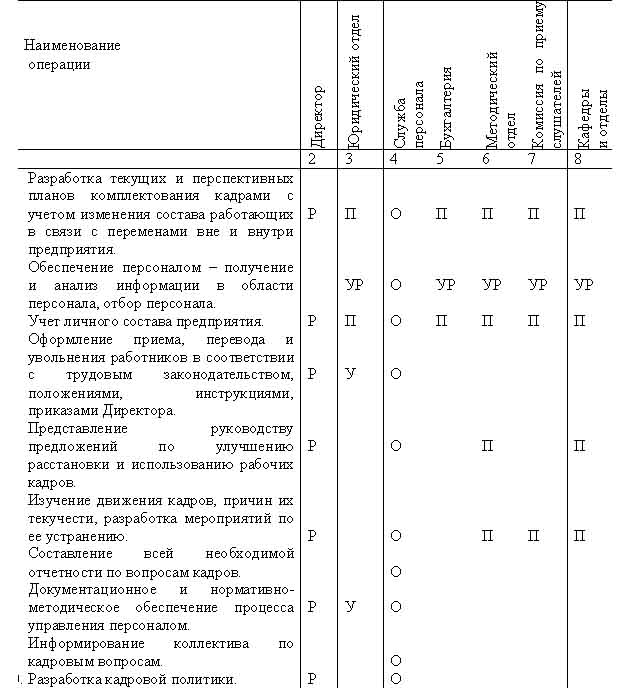 Наименование
операции
Директор
Юридический отдел
Служба
персонала
Бухгалтерия
Методический
отдел
Комиссия по приему
слушателей
Кафедры
и отделы
2 3 4 5 6 7 8
Разработка текущих и перспективных
планов комплектования кадрами с
учетом изменения состава работающих Р П О П П П П
в связи с переменами вне и внутри
предприятия.
Обеспечение персоналом – получение
и анализ информации в области УР О УР УР УР УР
персонала, отбор персонала.
Учет личного состава предприятия. Р П О П П П П
Оформление приема, перевода и
увольнения работников в соответствии
с трудовым законодательством, Р У О
положениями, инструкциями,
приказами Директора.
Представление руководству
предложений по улучшению Р О П П
расстановки и использованию рабочих
кадров.
Изучение движения кадров, причин их
текучести, разработка мероприятий по
ее устранению. Р О П П П
Составление всей необходимой
отчетности по вопросам кадров. О
Документационное и нормативно-
методическое обеспечение процесса Р У О
управления персоналом.
Информирование коллектива по
кадровым вопросам. О
. Разработка кадровой политики. Р О